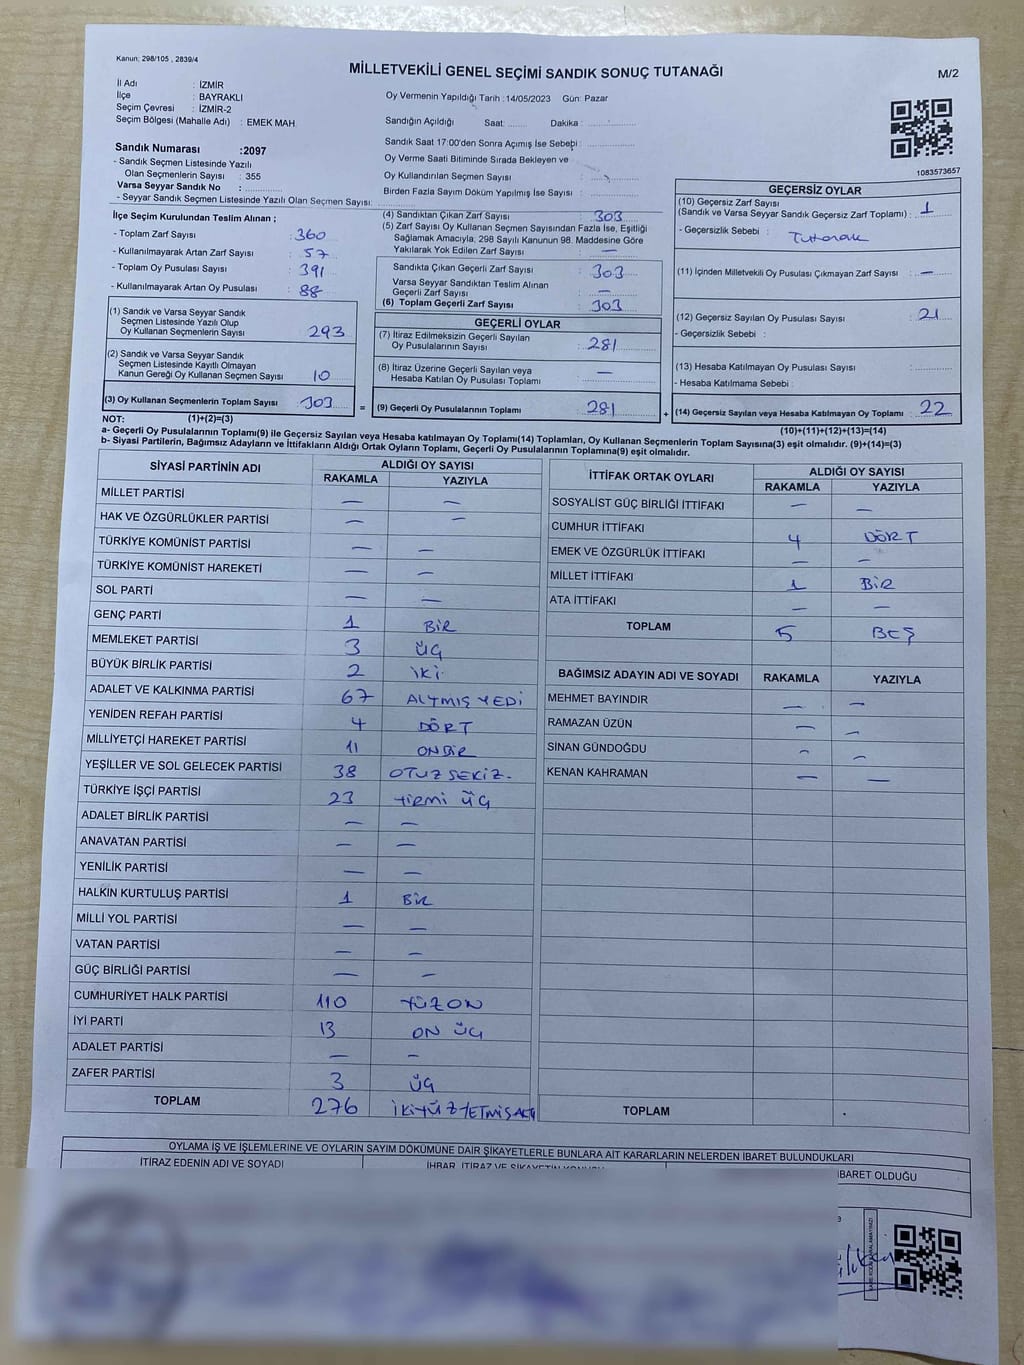 Kanun: 298/105 , 2839/4
MİLLETVEKİLİ GENEL SEÇİMİ SANDIK SONUÇ TUTANAĞI
M/2
İl Adı : İZMİR
İlçe : BAYRAKLI
Seçim Çevresi : İZMİR-2
Seçim Bölgesi (Mahalle Adı) : EMEK MAH.
Oy Vermenin Yapıldığı Tarih :14/05/2023 Gün: Pazar
Sandığın Açıldığı Saat: ........ Dakika : ................
Sandık Saat 17:00'den Sonra Açımış İse Sebebi : ................
Oy Verme Saati Bitiminde Sırada Bekleyen ve
Oy Kullandırılan Seçmen Sayısı : ................
Birden Fazla Sayım Döküm Yapılmış İse Sayısı : ................
1083573657
Sandık Numarası :2097
- Sandık Seçmen Listesinde Yazılı
Olan Seçmenlerin Sayısı : 355
Varsa Seyyar Sandık No : ............
- Seyyar Sandık Seçmen Listesinde Yazılı Olan Seçmen Sayısı: ................
İlçe Seçim Kurulundan Teslim Alınan ;
- Toplam Zarf Sayısı : 360
- Kullanılmayarak Artan Zarf Sayısı : 57
- Toplam Oy Pusulası Sayısı : 391
- Kullanılmayarak Artan Oy Pusulası : 88
(1) Sandık ve Varsa Seyyar Sandık
Seçmen Listesinde Yazılı Olup
Oy Kullanan Seçmenlerin Sayısı : 293
(2) Sandık ve Varsa Seyyar Sandık
Seçmen Listesinde Kayıtlı Olmayan
Kanun Gereği Oy Kullanan Seçmen Sayısı : 10
(3) Oy Kullanan Seçmenlerin Toplam Sayısı : 303 =
(4) Sandıktan Çıkan Zarf Sayısı : 303
(5) Zarf Sayısı Oy Kullanan Seçmen Sayısından Fazla İse, Eşitliği
Sağlamak Amacıyla, 298 Sayılı Kanunun 98. Maddesine Göre
Yakılarak Yok Edilen Zarf Sayısı : —
Sandıkta Çıkan Geçerli Zarf Sayısı : 303
Varsa Seyyar Sandıktan Teslim Alınan
Geçerli Zarf Sayısı : —
(6) Toplam Geçerli Zarf Sayısı : 303
GEÇERLİ OYLAR
(7) İtiraz Edilmeksizin Geçerli Sayılan
Oy Pusulalarının Sayısı : 281
(8) İtiraz Üzerine Geçerli Sayılan veya
Hesaba Katılan Oy Pusulası Toplamı : —
(9) Geçerli Oy Pusulalarının Toplamı : 281 +
GEÇERSİZ OYLAR
(10) Geçersiz Zarf Sayısı
(Sandık ve Varsa Seyyar Sandık Geçersiz Zarf Toplamı) : 1
- Geçersizlik Sebebi : Tutanak
(11) İçinden Milletvekili Oy Pusulası Çıkmayan Zarf Sayısı : —
(12) Geçersiz Sayılan Oy Pusulası Sayısı : 21
- Geçersizlik Sebebi :
(13) Hesaba Katılmayan Oy Pusulası Sayısı : ............
- Hesaba Katılmama Sebebi :
(14) Geçersiz Sayılan veya Hesaba Katılmayan Oy Toplamı : 22
NOT: (1)+(2)=(3)
(10)+(11)+(12)+(13)=(14)
a- Geçerli Oy Pusulalarının Toplamı(9) ile Geçersiz Sayılan veya Hesaba katılmayan Oy Toplamı(14) Toplamları, Oy Kullanan Seçmenlerin Toplam Sayısına(3) eşit olmalıdır. (9)+(14)=(3)
b- Siyasi Partilerin, Bağımsız Adayların ve İttifakların Aldığı Ortak Oyların Toplamı, Geçerli Oy Pusulalarının Toplamına(9) eşit olmalıdır.
SİYASİ PARTİNİN ADI ALDIĞI OY SAYISI
RAKAMLA YAZIYLA
MİLLET PARTİSİ — —
HAK VE ÖZGÜRLÜKLER PARTİSİ — —
TÜRKİYE KOMÜNİST PARTİSİ — —
TÜRKİYE KOMÜNİST HAREKETİ — —
SOL PARTİ — —
GENÇ PARTİ 1 BİR
MEMLEKET PARTİSİ 3 ÜÇ
BÜYÜK BİRLİK PARTİSİ 2 İKİ
ADALET VE KALKINMA PARTİSİ 67 ALTMIŞ YEDİ
YENİDEN REFAH PARTİSİ 4 DÖRT
MİLLİYETÇİ HAREKET PARTİSİ 11 ONBİR
YEŞİLLER VE SOL GELECEK PARTİSİ 38 OTUZ SEKİZ.
TÜRKİYE İŞÇİ PARTİSİ 23 YİRMİ ÜÇ
ADALET BİRLİK PARTİSİ — —
ANAVATAN PARTİSİ — —
YENİLİK PARTİSİ — —
HALKIN KURTULUŞ PARTİSİ 1 BİR
MİLLİ YOL PARTİSİ — —
VATAN PARTİSİ — —
GÜÇ BİRLİĞİ PARTİSİ — —
CUMHURİYET HALK PARTİSİ 110 YÜZ ON
İYİ PARTİ 13 ON ÜÇ
ADALET PARTİSİ — —
ZAFER PARTİSİ 3 ÜÇ
TOPLAM 276 İKİYÜZYETMİŞALTI
İTTİFAK ORTAK OYLARI ALDIĞI OY SAYISI
RAKAMLA YAZIYLA
SOSYALİST GÜÇ BİRLİĞİ İTTİFAKI — —
CUMHUR İTTİFAKI 4 DÖRT
EMEK VE ÖZGÜRLÜK İTTİFAKI — —
MİLLET İTTİFAKI 1 BİR
ATA İTTİFAKI — —
TOPLAM 5 BEŞ
BAĞIMSIZ ADAYIN ADI VE SOYADI RAKAMLA YAZIYLA
MEHMET BAYINDIR — —
RAMAZAN ÜZÜN — —
SİNAN GÜNDOĞDU — —
KENAN KAHRAMAN — —
TOPLAM
OYLAMA İŞ VE İŞLEMLERİNE VE OYLARIN SAYIM DÖKÜMÜNE DAİR ŞİKAYETLERLE BUNLARA AİT KARARLARIN NELERDEN İBARET BULUNDUKLARI
İTİRAZ EDENİN ADI VE SOYADI İHBAR, İTİRAZ VE ŞİKAYETİN KONUSU İBARET OLDUĞU